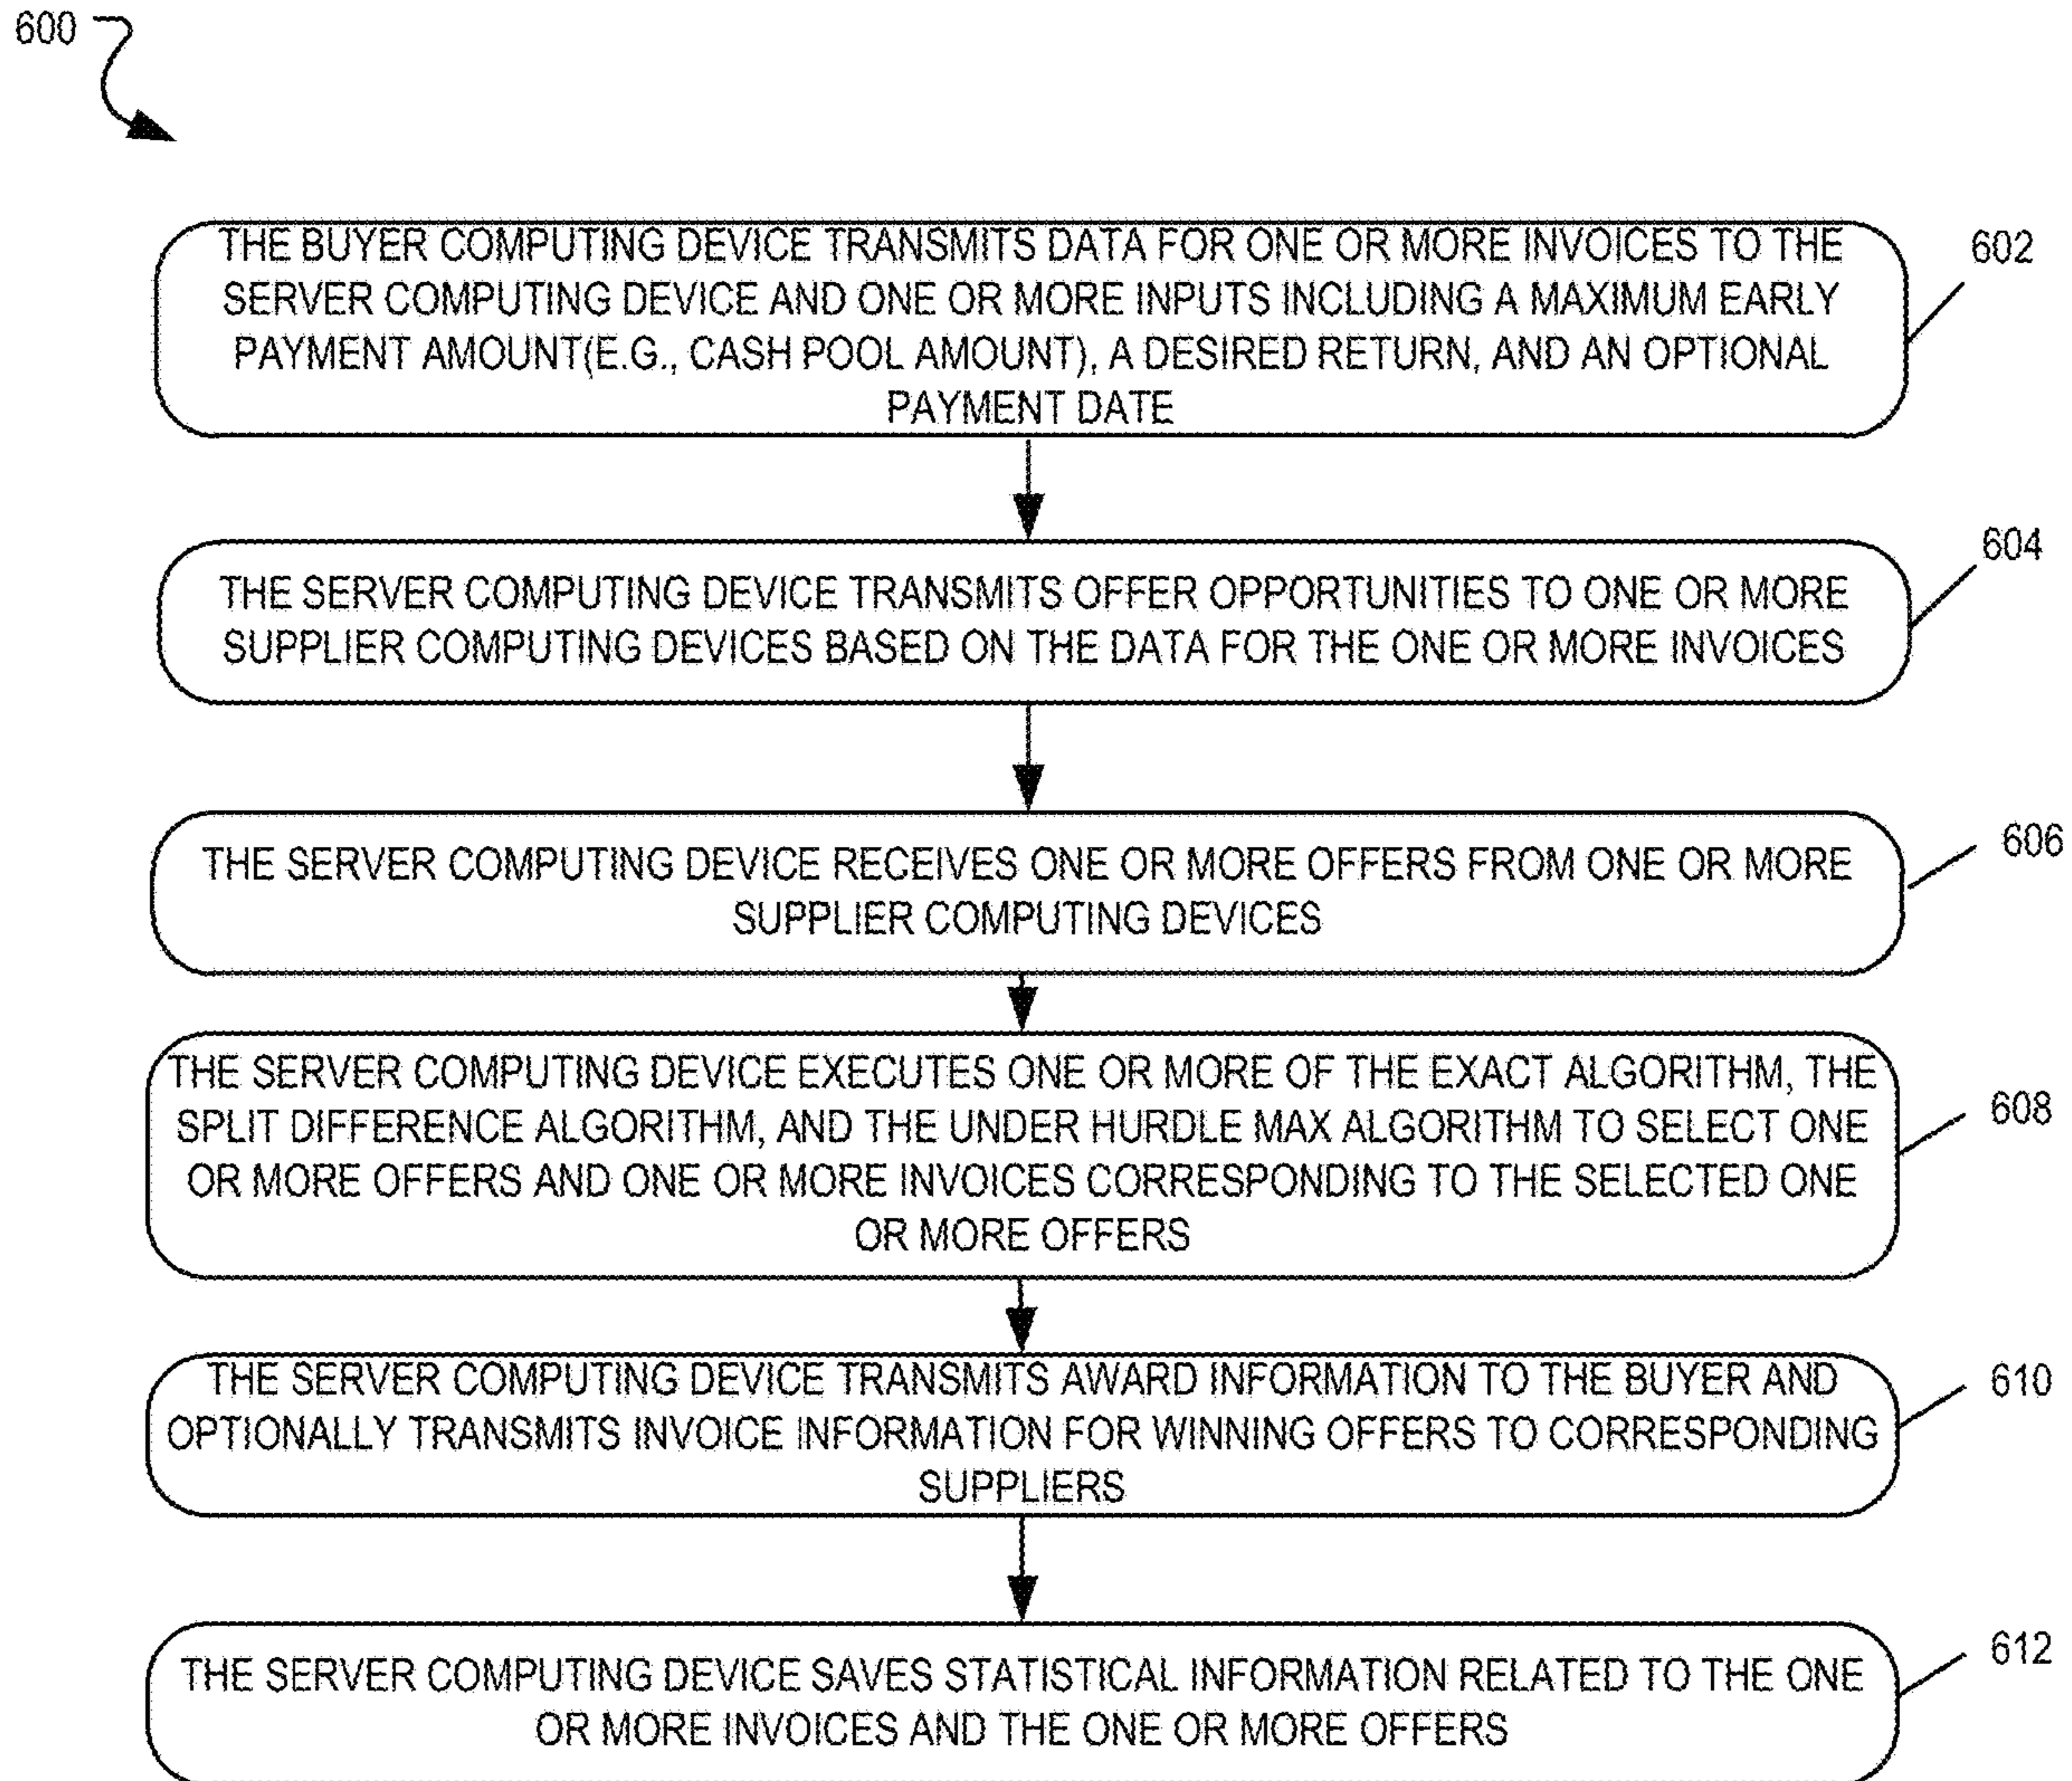 600
THE BUYER COMPUTING DEVICE TRANSMITS DATA FOR ONE OR MORE INVOICES TO THE
SERVER COMPUTING DEVICE AND ONE OR MORE INPUTS INCLUDING A MAXIMUM EARLY
PAYMENT AMOUNT(E.G., CASH POOL AMOUNT), A DESIRED RETURN, AND AN OPTIONAL
PAYMENT DATE
602
THE SERVER COMPUTING DEVICE TRANSMITS OFFER OPPORTUNITIES TO ONE OR MORE
SUPPLIER COMPUTING DEVICES BASED ON THE DATA FOR THE ONE OR MORE INVOICES
604
THE SERVER COMPUTING DEVICE RECEIVES ONE OR MORE OFFERS FROM ONE OR MORE
SUPPLIER COMPUTING DEVICES
606
THE SERVER COMPUTING DEVICE EXECUTES ONE OR MORE OF THE EXACT ALGORITHM, THE
SPLIT DIFFERENCE ALGORITHM, AND THE UNDER HURDLE MAX ALGORITHM TO SELECT ONE
OR MORE OFFERS AND ONE OR MORE INVOICES CORRESPONDING TO THE SELECTED ONE
OR MORE OFFERS
608
THE SERVER COMPUTING DEVICE TRANSMITS AWARD INFORMATION TO THE BUYER AND
OPTIONALLY TRANSMITS INVOICE INFORMATION FOR WINNING OFFERS TO CORRESPONDING
SUPPLIERS
610
THE SERVER COMPUTING DEVICE SAVES STATISTICAL INFORMATION RELATED TO THE ONE
OR MORE INVOICES AND THE ONE OR MORE OFFERS
612